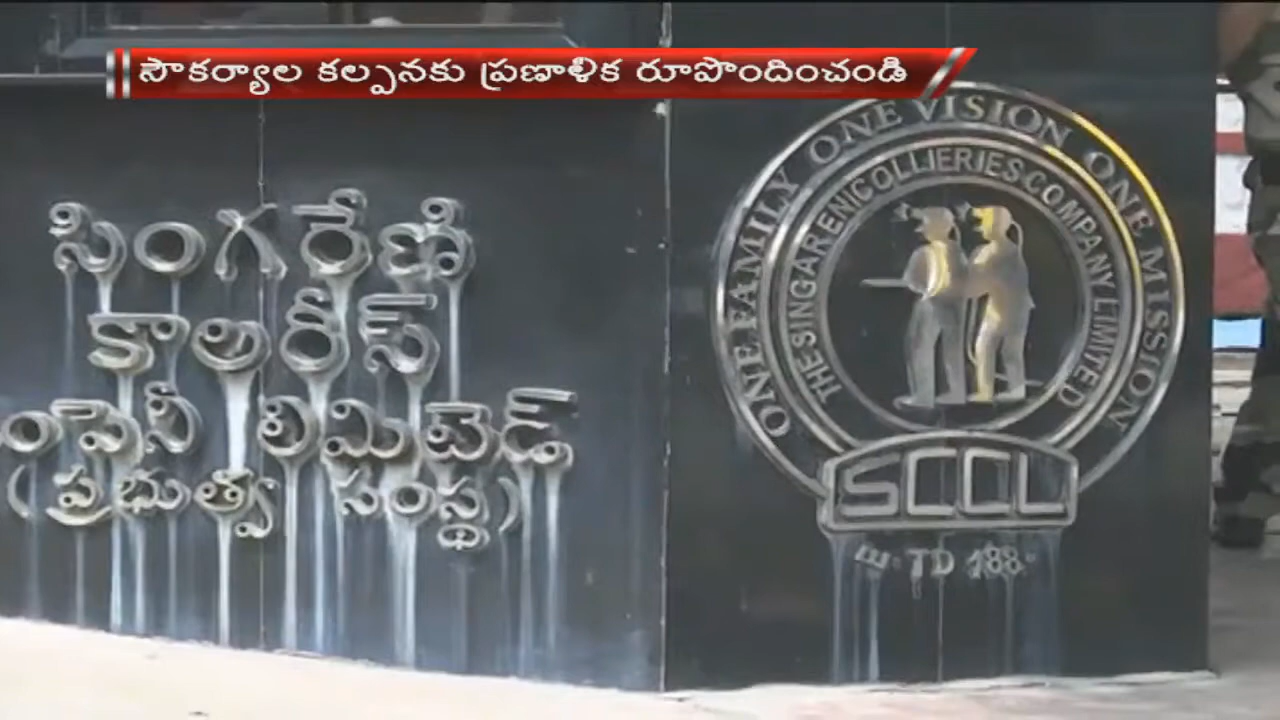 సౌకర్యాల కల్పనకు ప్రణాళిక రూపొందించండి
సింగరేణి
కాలరీస్
కంపెనీ లిమిటెడ్
(ప్రభుత్వ సంస్థ)
ONE FAMILY ONE VISION ONE MISSION
THE SINGARENI COLLIERIES COMPANY LIMITED
SCCL